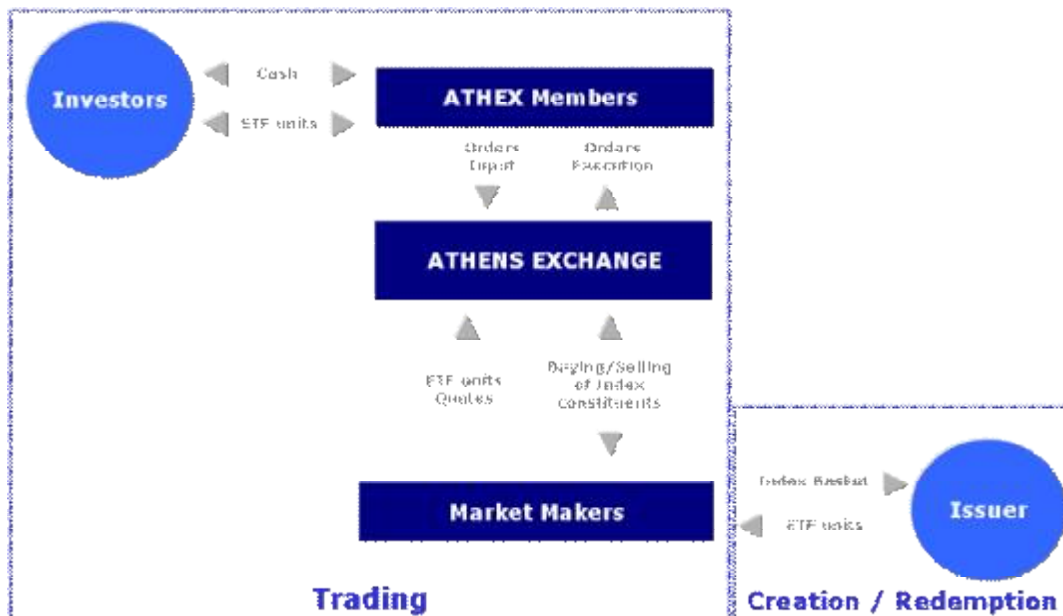 Investors
Cash
ETF units
ATHEX Members
Orders
Input
Orders
Execution
ATHENS EXCHANGE
ETF units
Quotes
Buying/Selling
of Index
Constituents
Market Makers
Index Basket
ETF units
Issuer
Trading
Creation / Redemption